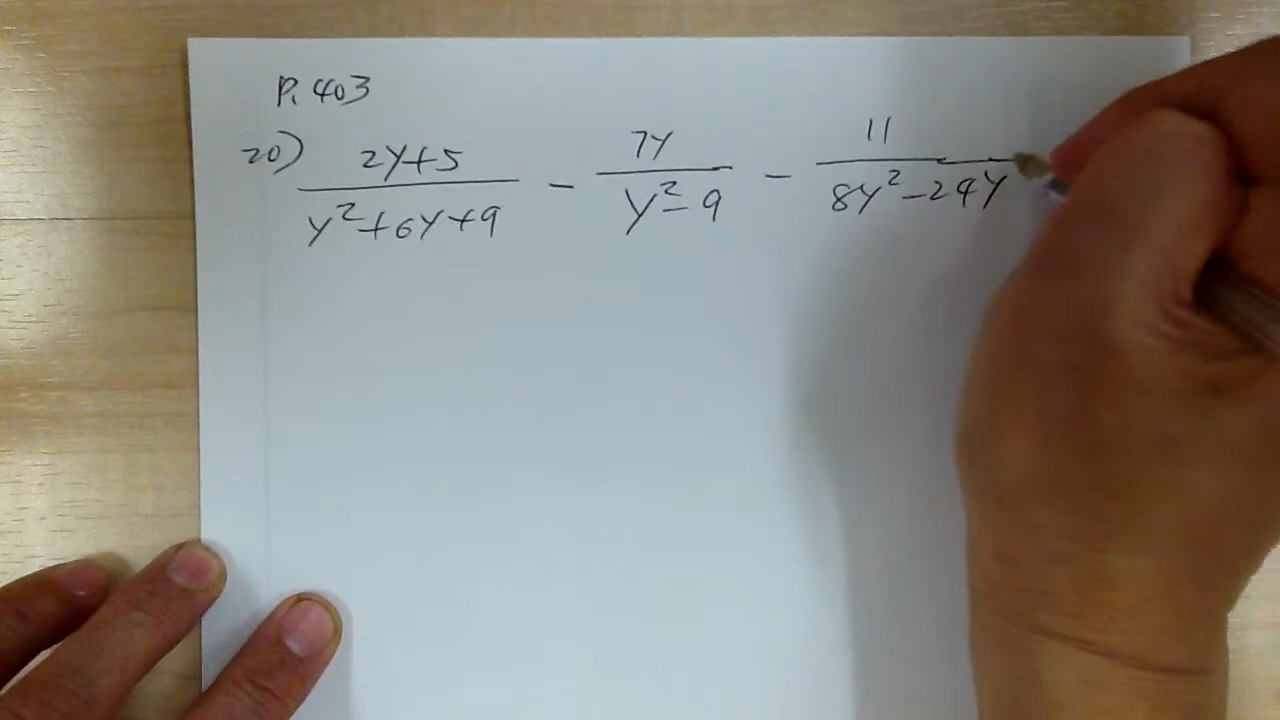 P. 403
20) (2y+5)/(y²+6y+9) − 7y/(y²−9) − 11/(8y²−24y)